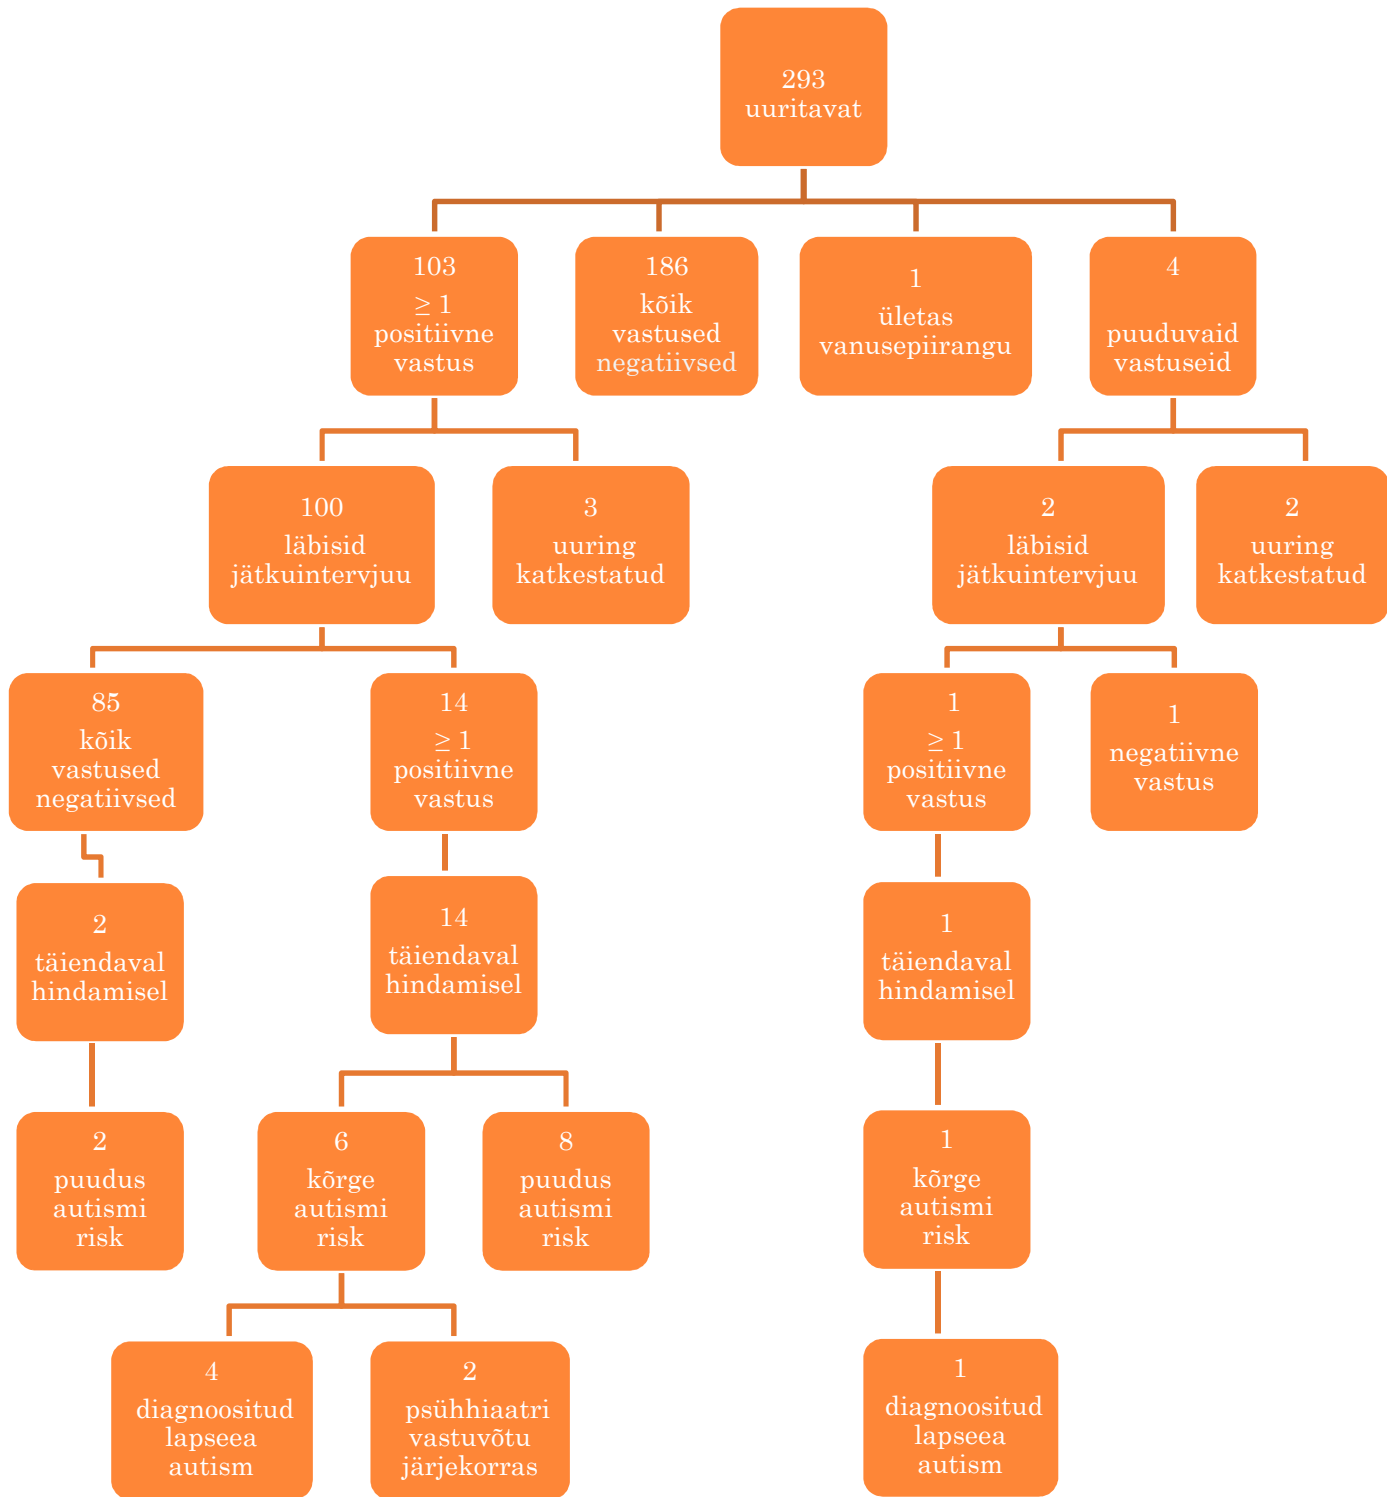 293
uuritavat
103
≥ 1
positiivne
vastus
186
kõik
vastused
negatiivsed
1
ületas
vanusepiirangu
4
puuduvaid
vastuseid
100
läbisid
jätkuintervjuu
3
uuring
katkestatud
2
läbisid
jätkuintervjuu
2
uuring
katkestatud
85
kõik
vastused
negatiivsed
14
≥ 1
positiivne
vastus
1
≥ 1
positiivne
vastus
1
negatiivne
vastus
2
täiendaval
hindamisel
14
täiendaval
hindamisel
1
täiendaval
hindamisel
2
puudus
autismi
risk
6
kõrge
autismi
risk
8
puudus
autismi
risk
1
kõrge
autismi
risk
4
diagnoositud
lapseea
autism
2
psühhiaatri
vastuvõtu
järjekorras
1
diagnoositud
lapseea
autism